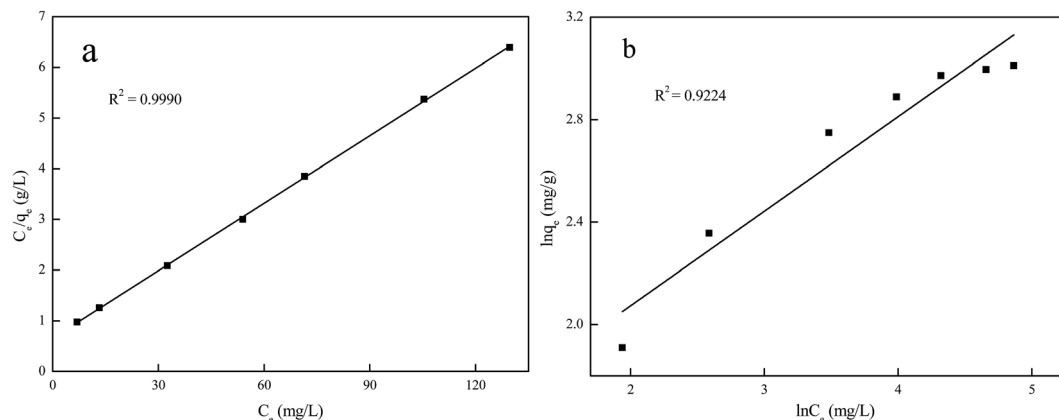 a
R² = 0.9990
7
6
5
4
3
2
1
0
0 30 60 90 120
Cₑ/qₑ (g/L)
Cₑ (mg/L)
b
R² = 0.9224
3.2
2.8
2.4
2.0
2 3 4 5
lnqₑ (mg/g)
lnCₑ (mg/L)